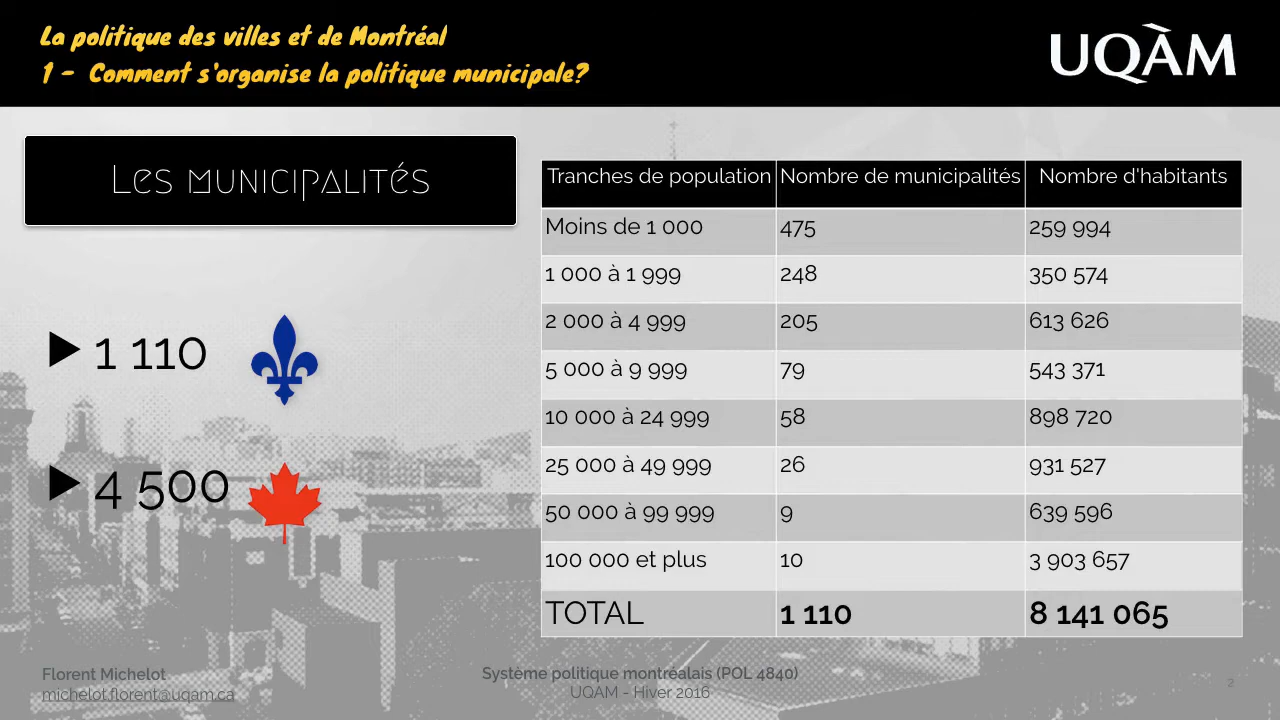 La politique des villes et de Montréal
1 - Comment s'organise la politique municipale?
UQÀM
Les municipalités
1 110
4 500
Tranches de population Nombre de municipalités Nombre d'habitants
Moins de 1 000 475 259 994
1 000 à 1 999 248 350 574
2 000 à 4 999 205 613 626
5 000 à 9 999 79 543 371
10 000 à 24 999 58 898 720
25 000 à 49 999 26 931 527
50 000 à 99 999 9 639 596
100 000 et plus 10 3 903 657
TOTAL 1 110 8 141 065
Florent Michelot
michelot.florent@uqam.ca
Système politique montréalais (POL 4840)
UQAM - Hiver 2016
2